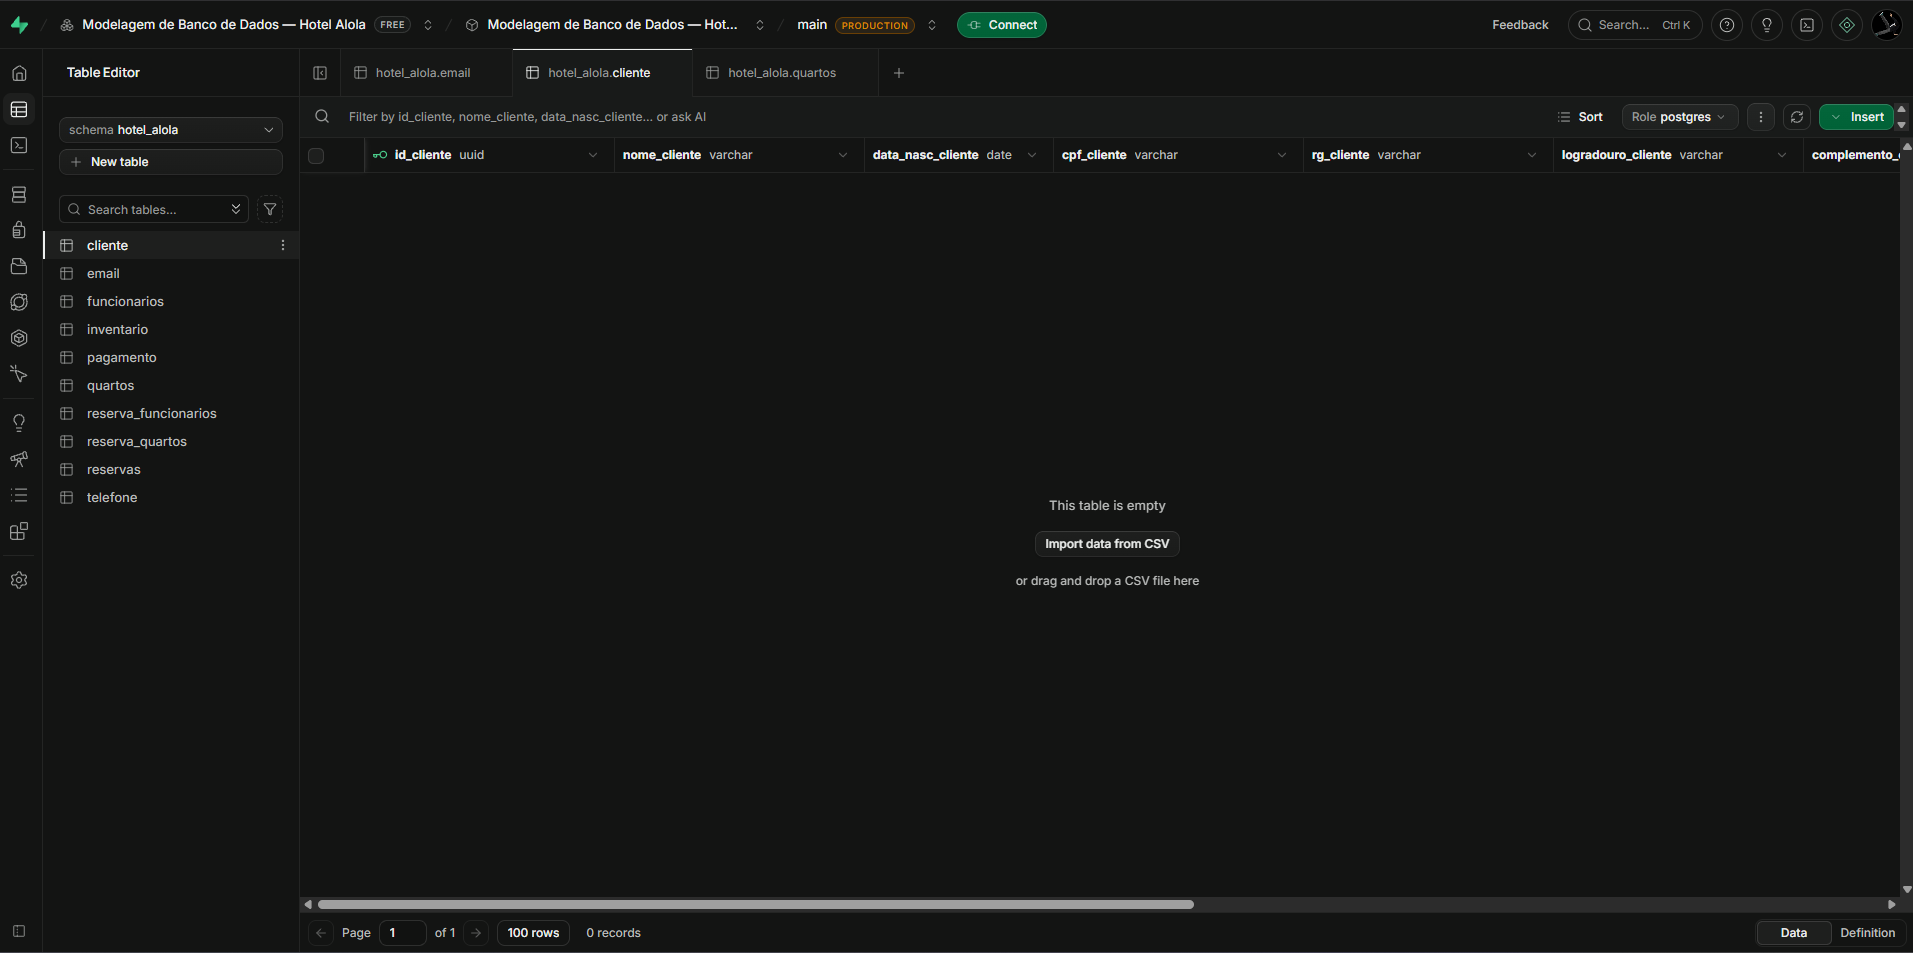 Modelagem de Banco de Dados — Hotel Alola FREE
Modelagem de Banco de Dados — Hot...
main PRODUCTION
Connect
Feedback
Search... Ctrl K
Table Editor
hotel_alola.email
hotel_alola.cliente
hotel_alola.quartos
schema hotel_alola
New table
Search tables...
cliente
email
funcionarios
inventario
pagamento
quartos
reserva_funcionarios
reserva_quartos
reservas
telefone
Filter by id_cliente, nome_cliente, data_nasc_cliente... or ask AI
Sort
Role postgres
Insert
id_cliente uuid
nome_cliente varchar
data_nasc_cliente date
cpf_cliente varchar
rg_cliente varchar
logradouro_cliente varchar
complemento_
This table is empty
Import data from CSV
or drag and drop a CSV file here
Page 1 of 1
100 rows
0 records
Data
Definition